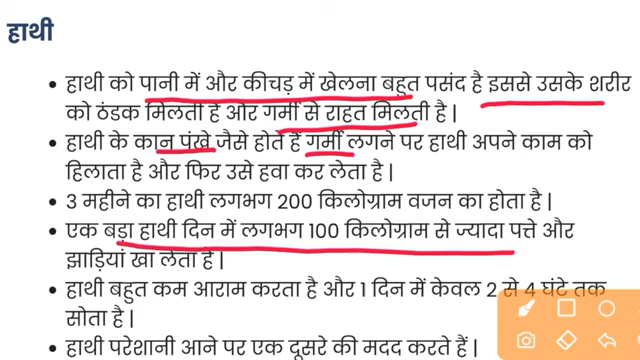 हाथी
• हाथी को पानी में और कीचड़ में खेलना बहुत पसंद है इससे उसके शरीर
को ठंडक मिलती है और गर्मी से राहत मिलती है |
• हाथी के कान पंखे जैसे होते हैं गर्मी लगने पर हाथी अपने काम को
हिलाता है और फिर उसे हवा कर लेता है |
• 3 महीने का हाथी लगभग 200 किलोग्राम वजन का होता है |
• एक बड़ा हाथी दिन में लगभग 100 किलोग्राम से ज्यादा पत्ते और
झाड़ियां खा लेता है |
• हाथी बहुत कम आराम करता है और 1 दिन में केवल 2 से 4 घंटे तक
सोता है |
• हाथी परेशानी आने पर एक दूसरे की मदद करते हैं |